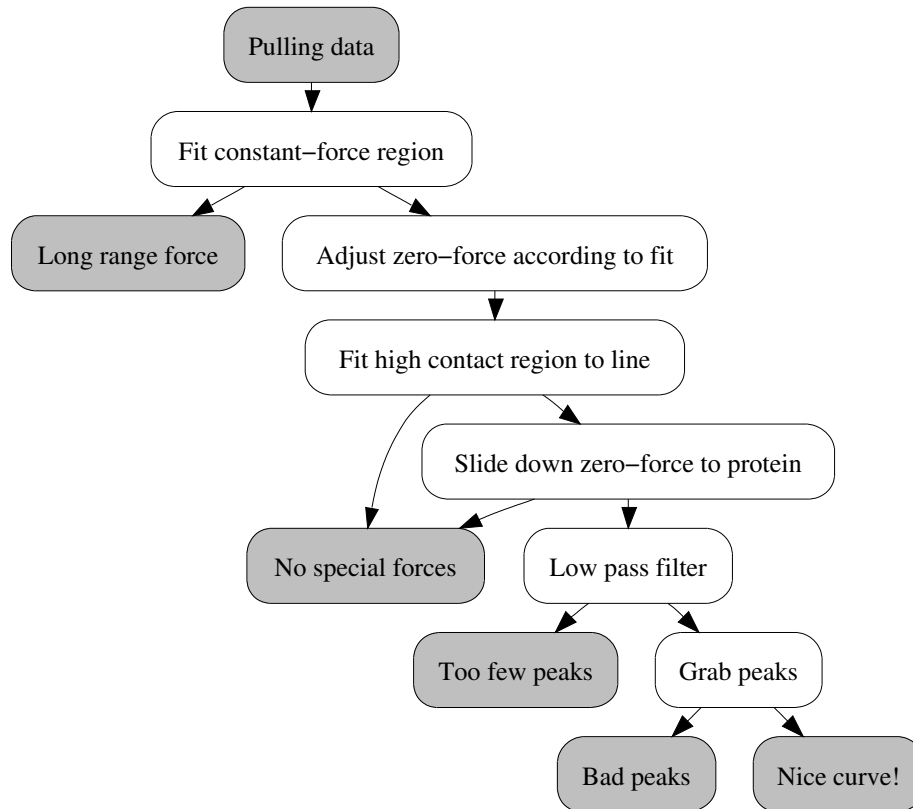 Pulling data
Fit constant−force region
Long range force
Adjust zero−force according to fit
Fit high contact region to line
Slide down zero−force to protein
No special forces
Low pass filter
Too few peaks
Grab peaks
Bad peaks
Nice curve!